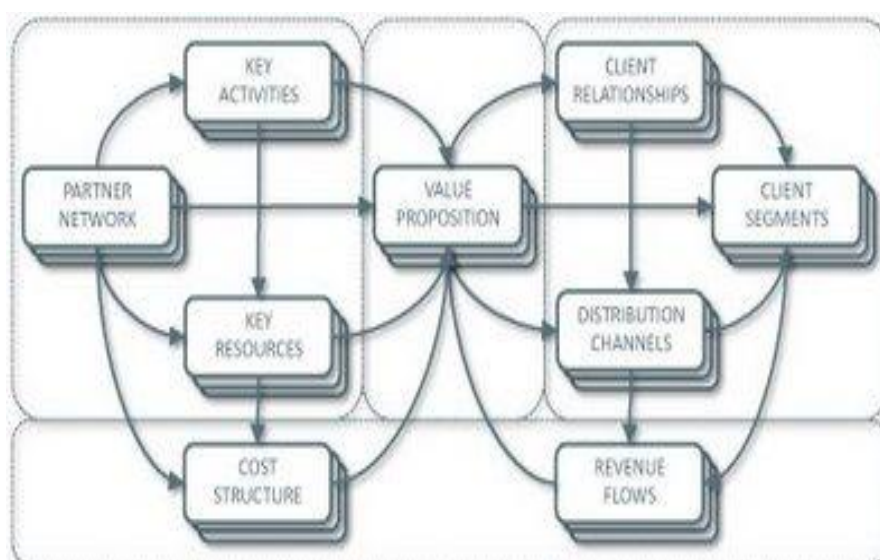 KEY
ACTIVITIES
CLIENT
RELATIONSHIPS
PARTNER
NETWORK
VALUE
PROPOSITION
CLIENT
SEGMENTS
KEY
RESOURCES
DISTRIBUTION
CHANNELS
COST
STRUCTURE
REVENUE
FLOWS